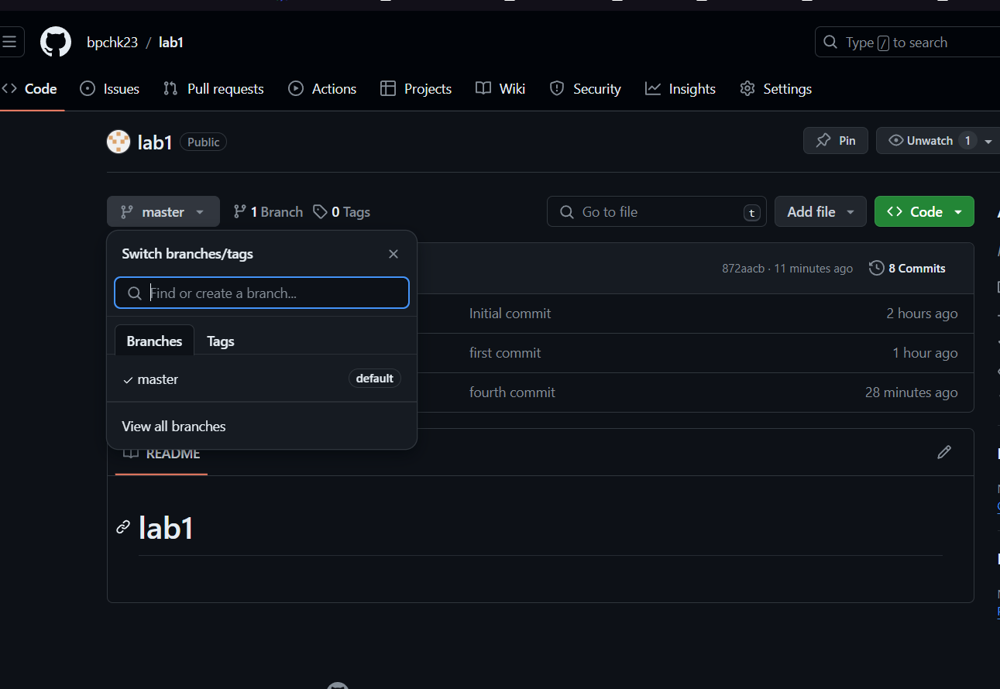 bpchk23 / lab1
Type / to search
Code Issues Pull requests Actions Projects Wiki Security Insights Settings
lab1 Public
Pin Unwatch 1
master 1 Branch 0 Tags
Go to file t
Add file Code
Switch branches/tags
Find or create a branch...
Branches Tags
master default
View all branches
872aacb · 11 minutes ago 8 Commits
Initial commit 2 hours ago
first commit 1 hour ago
fourth commit 28 minutes ago
README
lab1